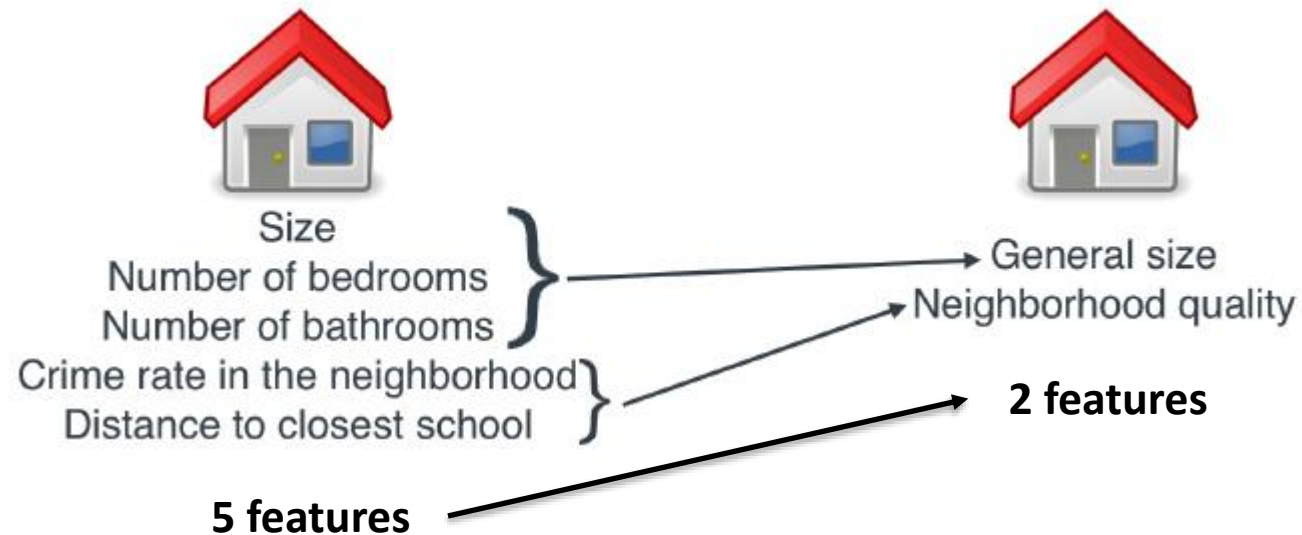 Size
Number of bedrooms
Number of bathrooms
Crime rate in the neighborhood
Distance to closest school
5 features
General size
Neighborhood quality
2 features